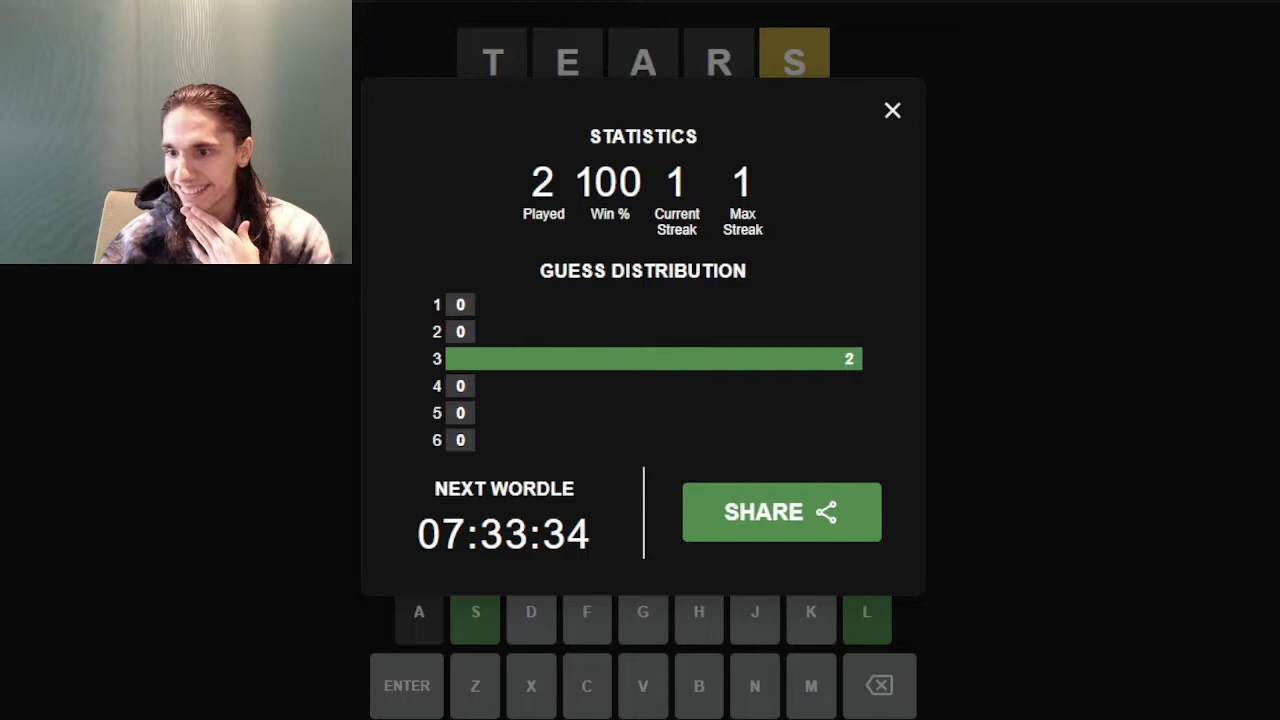 T E A R S
STATISTICS
2 100 1 1
Played Win % Current Streak Max Streak
GUESS DISTRIBUTION
1 0
2 0
3 2
4 0
5 0
6 0
NEXT WORDLE
07:33:34
SHARE
A S D F G H J K L
ENTER Z X C V B N M